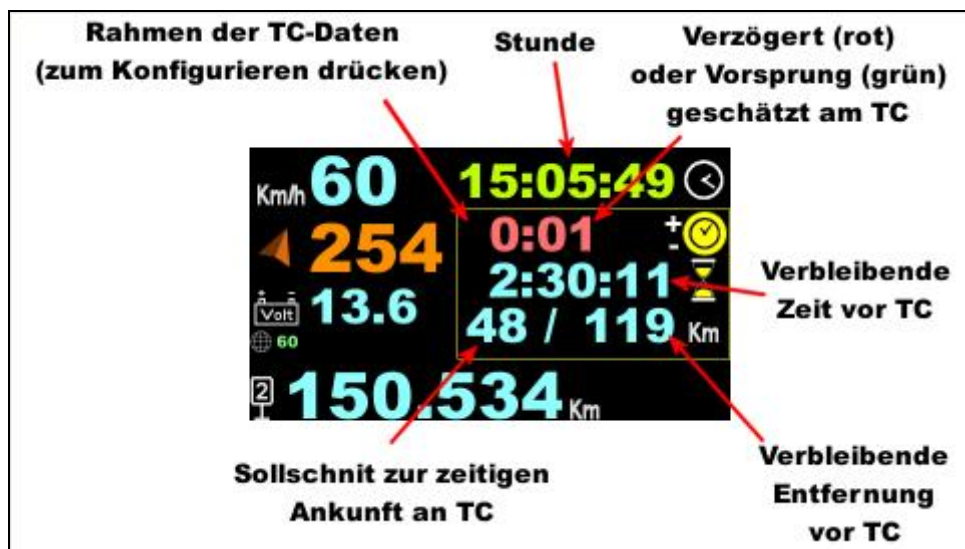 Rahmen der TC-Daten
(zum Konfigurieren drücken)
Stunde
Verzögert (rot)
oder Vorsprung (grün)
geschätzt am TC
Km/h 60
15:05:49
254
0:01
+
-
2:30:11
+ -
Volt 13.6
60
48 / 119 Km
2 150.534 Km
Verbleibende
Zeit vor TC
Sollschnit zur zeitigen
Ankunft an TC
Verbleibende
Entfernung
vor TC